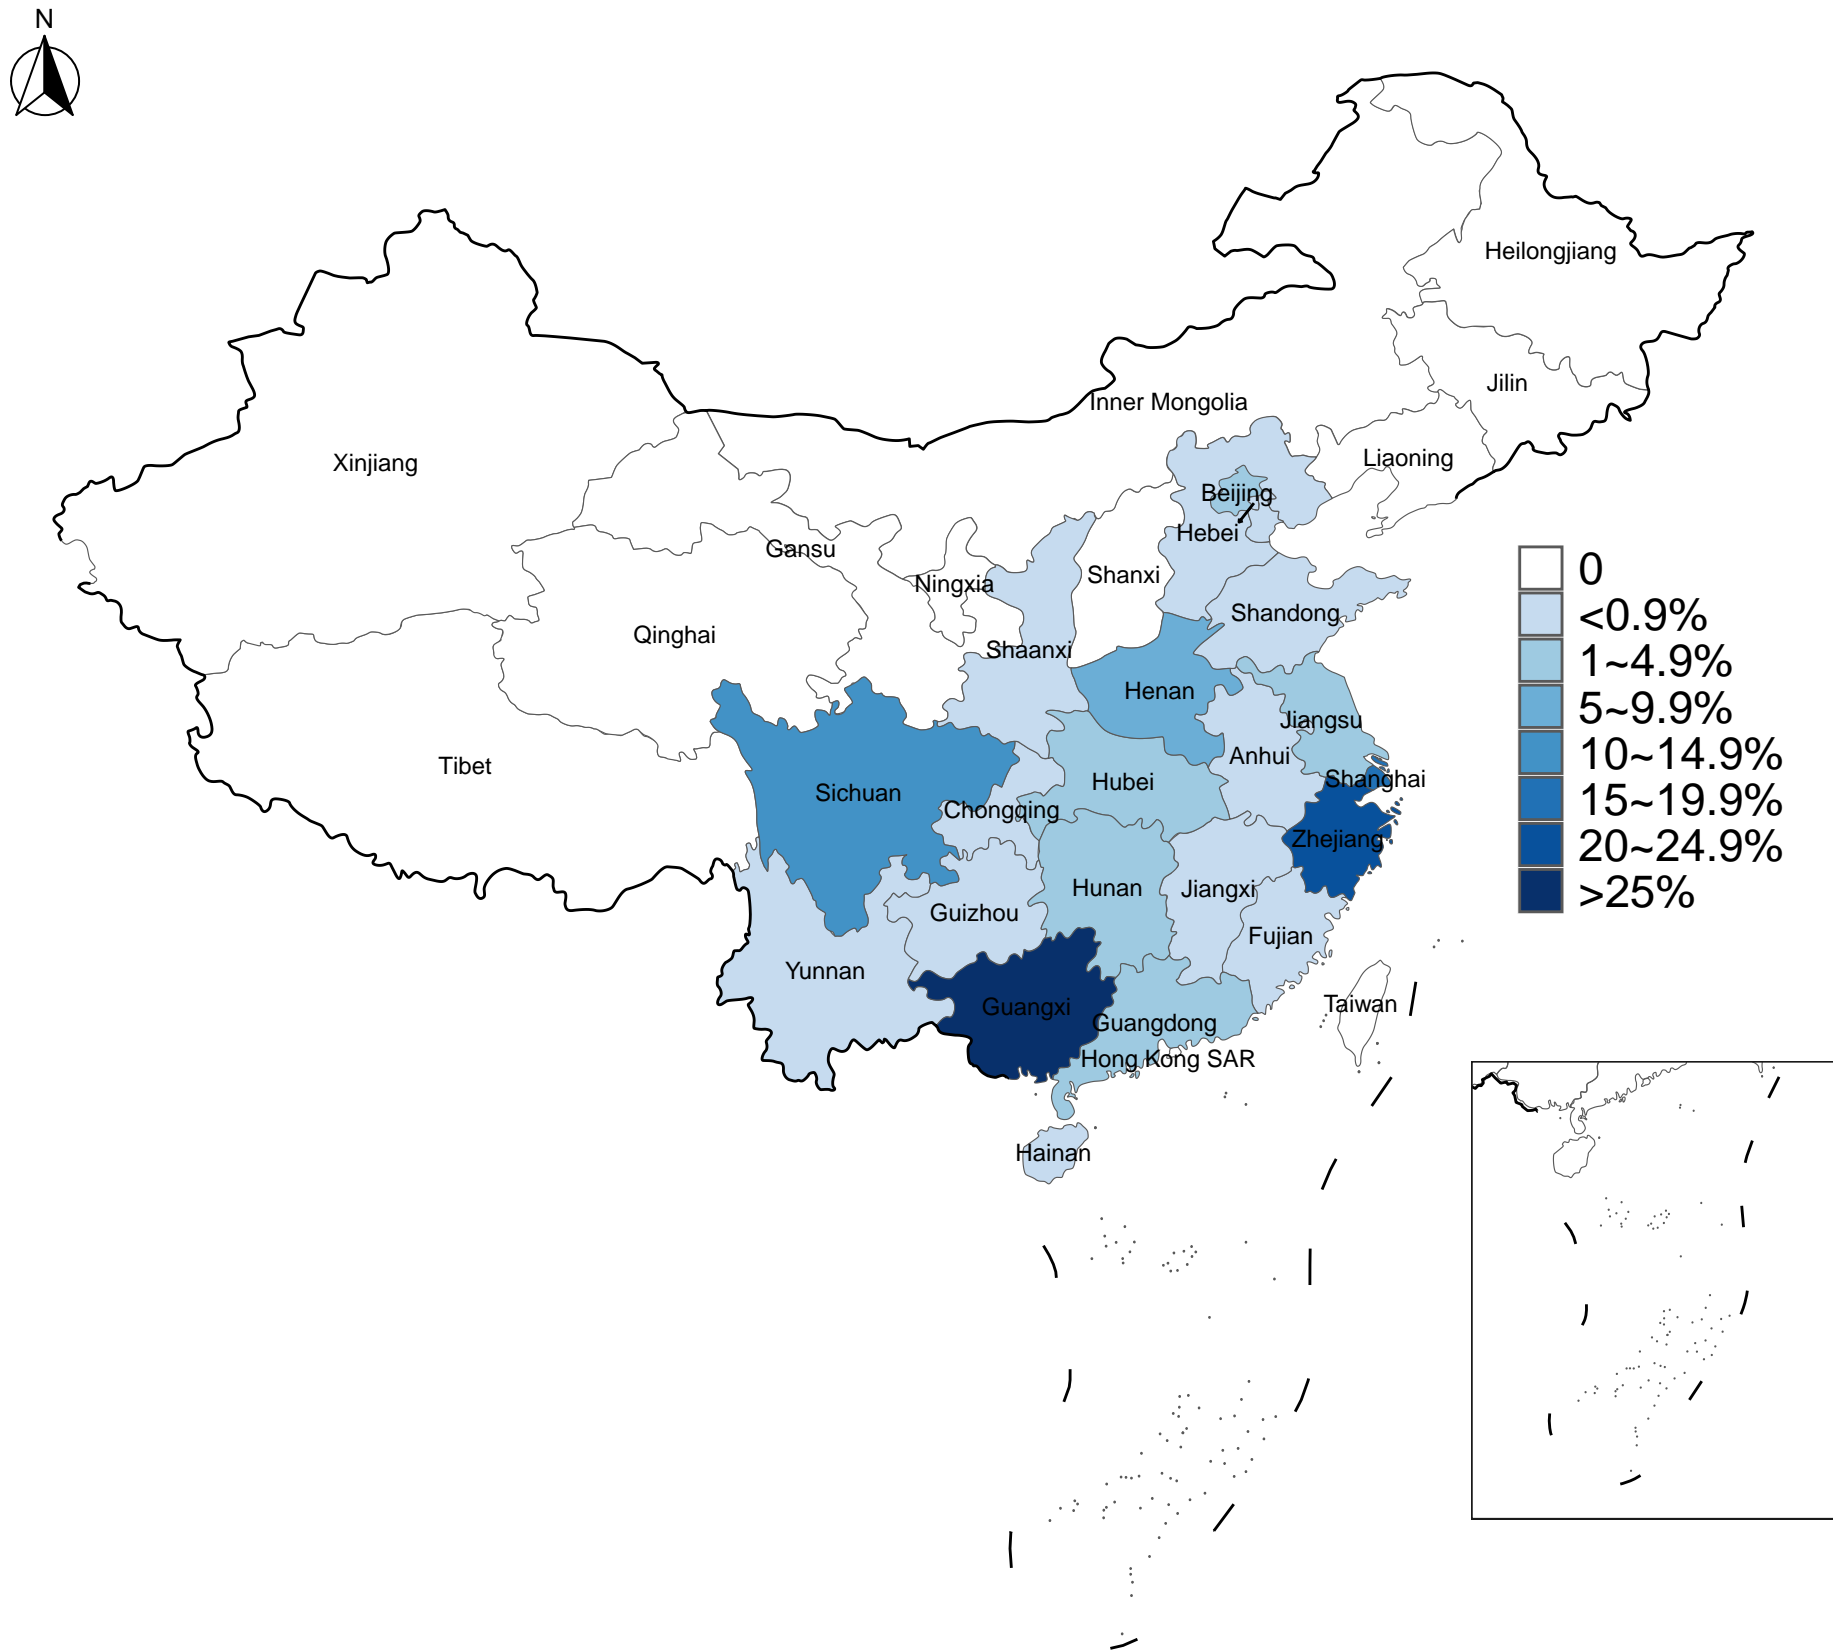 N
Heilongjiang
Jilin
Inner Mongolia
Liaoning
Xinjiang
Beijing
Hebei
Gansu
Ningxia
Shanxi
Shandong
Qinghai
Shaanxi
Henan
Jiangsu
Anhui
Tibet
Sichuan
Hubei
Shanghai
Chongqing
Zhejiang
Hunan
Jiangxi
Guizhou
Fujian
Yunnan
Guangxi
Taiwan
Guangdong
Hong Kong SAR
Hainan
0
<0.9%
1~4.9%
5~9.9%
10~14.9%
15~19.9%
20~24.9%
>25%